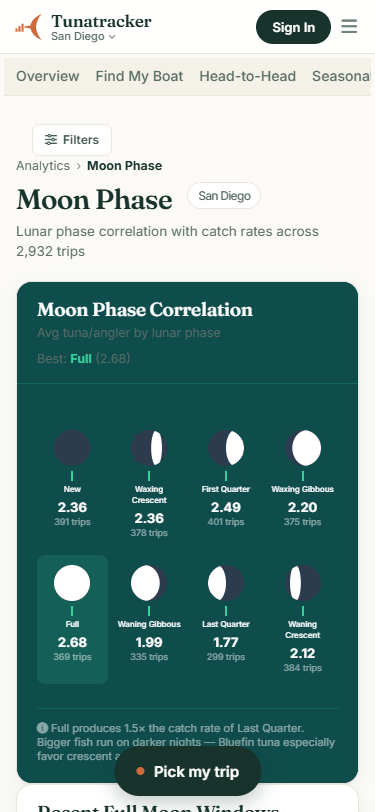 Tunatracker
San Diego
Sign In
Overview Find My Boat Head-to-Head Seasona
Filters
Analytics › Moon Phase
Moon Phase San Diego
Lunar phase correlation with catch rates across
2,932 trips
Moon Phase Correlation
Avg tuna/angler by lunar phase
Best: Full (2.68)
New
2.36
391 trips
Waxing
Crescent
2.36
378 trips
First Quarter
2.49
401 trips
Waxing Gibbous
2.20
375 trips
Full
2.68
369 trips
Waning Gibbous
1.99
335 trips
Last Quarter
1.77
299 trips
Waning
Crescent
2.12
384 trips
Full produces 1.5× the catch rate of Last Quarter.
Bigger fish run on darker nights — Bluefin tuna especially
favor crescent a
Pick my trip
Recent Full Moon Windows